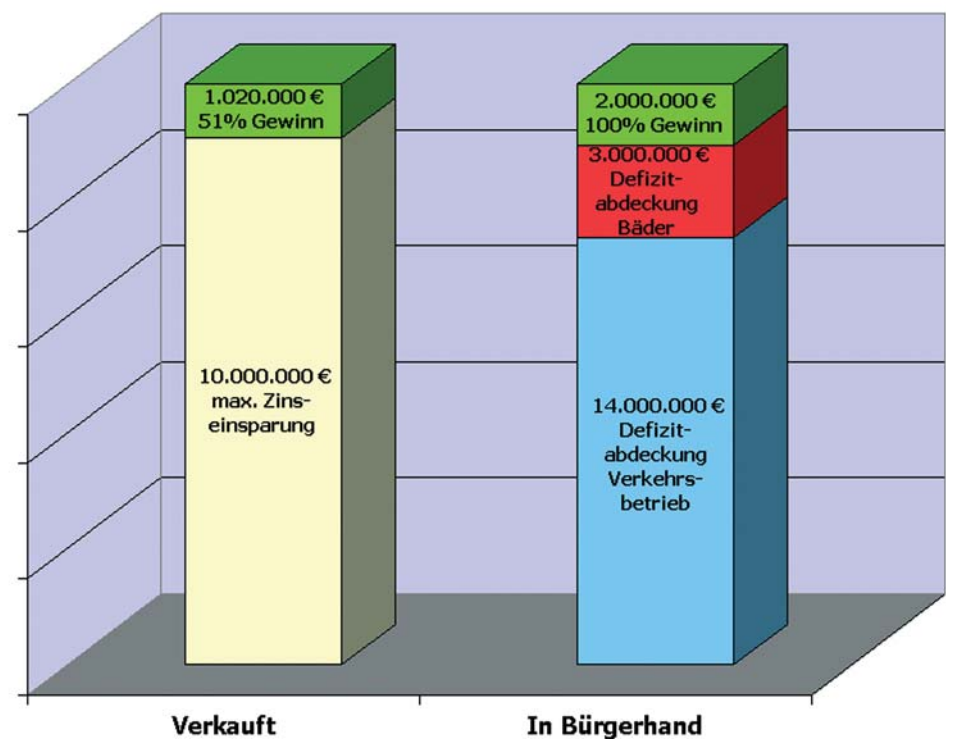 1.020.000 €
51% Gewinn
10.000.000 €
max. Zins-
einsparung
2.000.000 €
100% Gewinn
3.000.000 €
Defizit-
abdeckung
Bäder
14.000.000 €
Defizit-
abdeckung
Verkehrs-
betrieb
Verkauft
In Bürgerhand